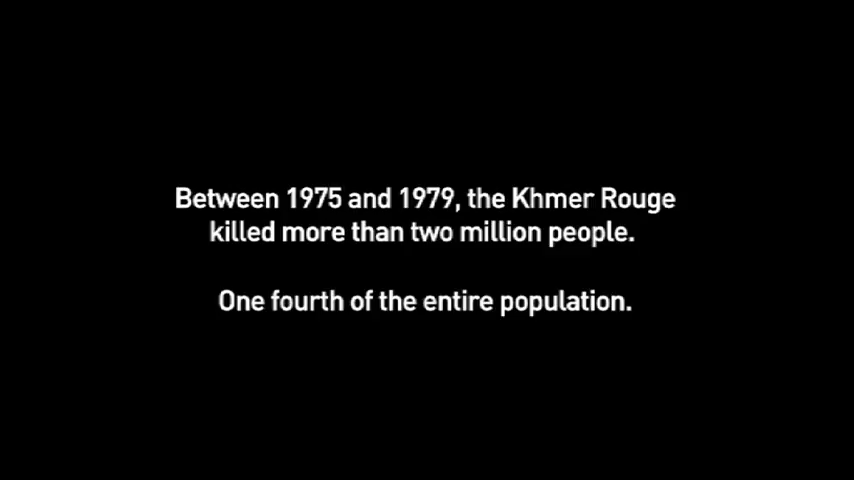 Between 1975 and 1979, the Khmer Rouge
killed more than two million people.
One fourth of the entire population.